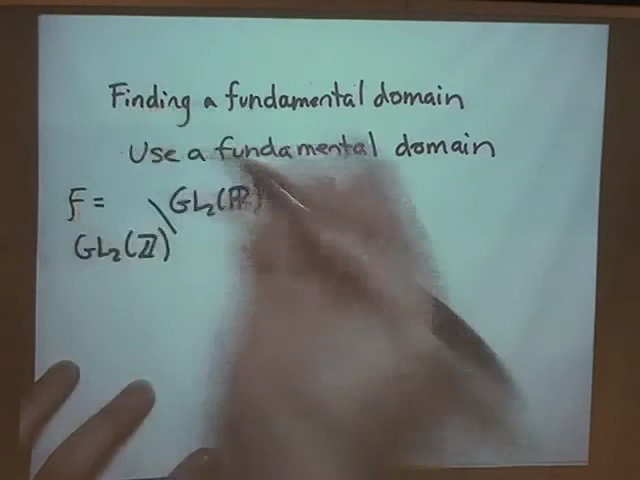 Finding a fundamental domain
Use a fundamental domain
F = GL₂(ℤ) \ GL₂(ℝ)